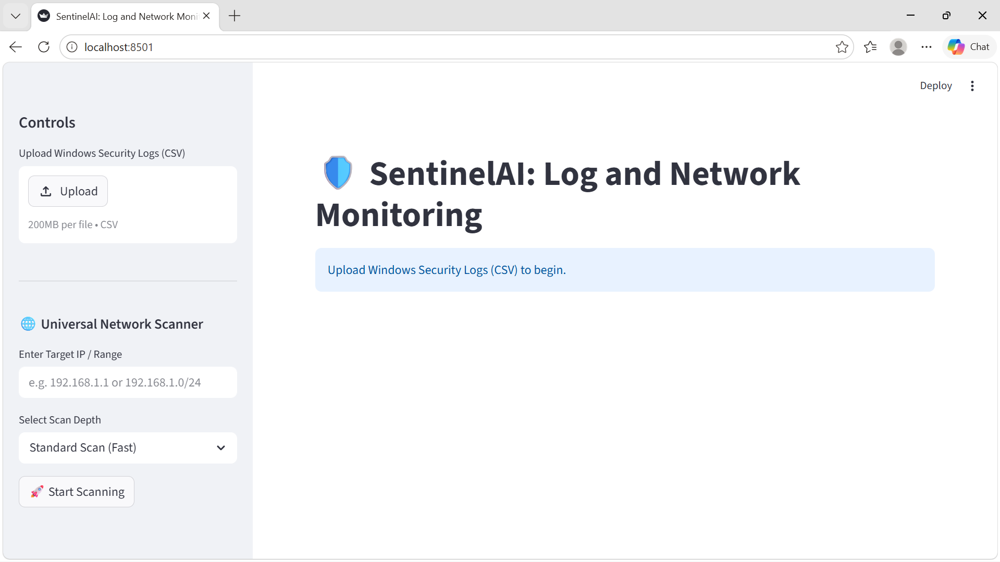 SentinelAI: Log and Network Moni
localhost:8501
Chat
Deploy
Controls
Upload Windows Security Logs (CSV)
Upload
200MB per file • CSV
Universal Network Scanner
Enter Target IP / Range
e.g. 192.168.1.1 or 192.168.1.0/24
Select Scan Depth
Standard Scan (Fast)
Start Scanning
SentinelAI: Log and Network
Monitoring
Upload Windows Security Logs (CSV) to begin.